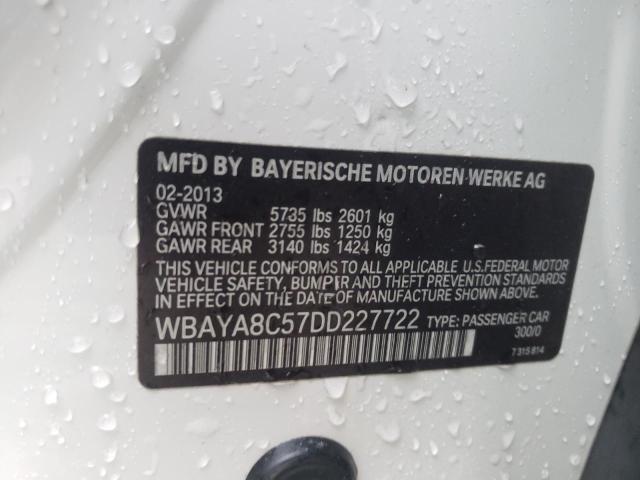 MFD BY BAYERISCHE MOTOREN WERKE AG
02-2013
GVWR 5735 lbs 2601 kg
GAWR FRONT 2755 lbs 1250 kg
GAWR REAR 3140 lbs 1424 kg
THIS VEHICLE CONFORMS TO ALL APPLICABLE U.S.FEDERAL MOTOR
VEHICLE SAFETY, BUMPER AND THEFT PREVENTION STANDARDS
IN EFFECT ON THE DATE OF MANUFACTURE SHOWN ABOVE.
WBAYA8C57DD227722 TYPE: PASSENGER CAR
300/0
7315814